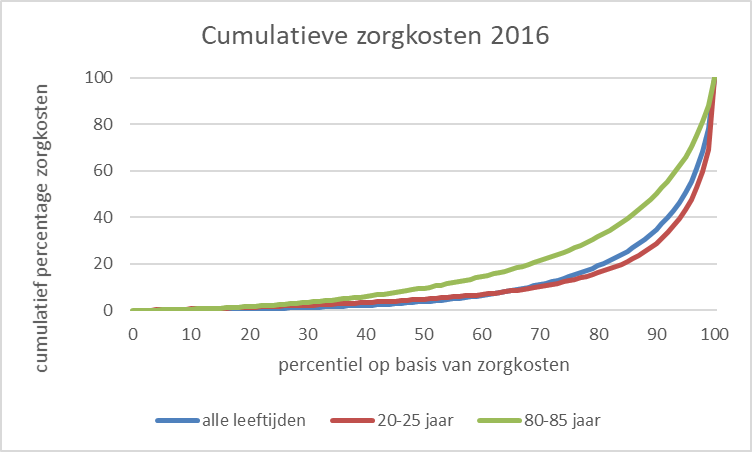 Cumulatieve zorgkosten 2016
cumulatief percentage zorgkosten
100
80
60
40
20
0
0 10 20 30 40 50 60 70 80 90 100
percentiel op basis van zorgkosten
alle leeftijden 20-25 jaar 80-85 jaar